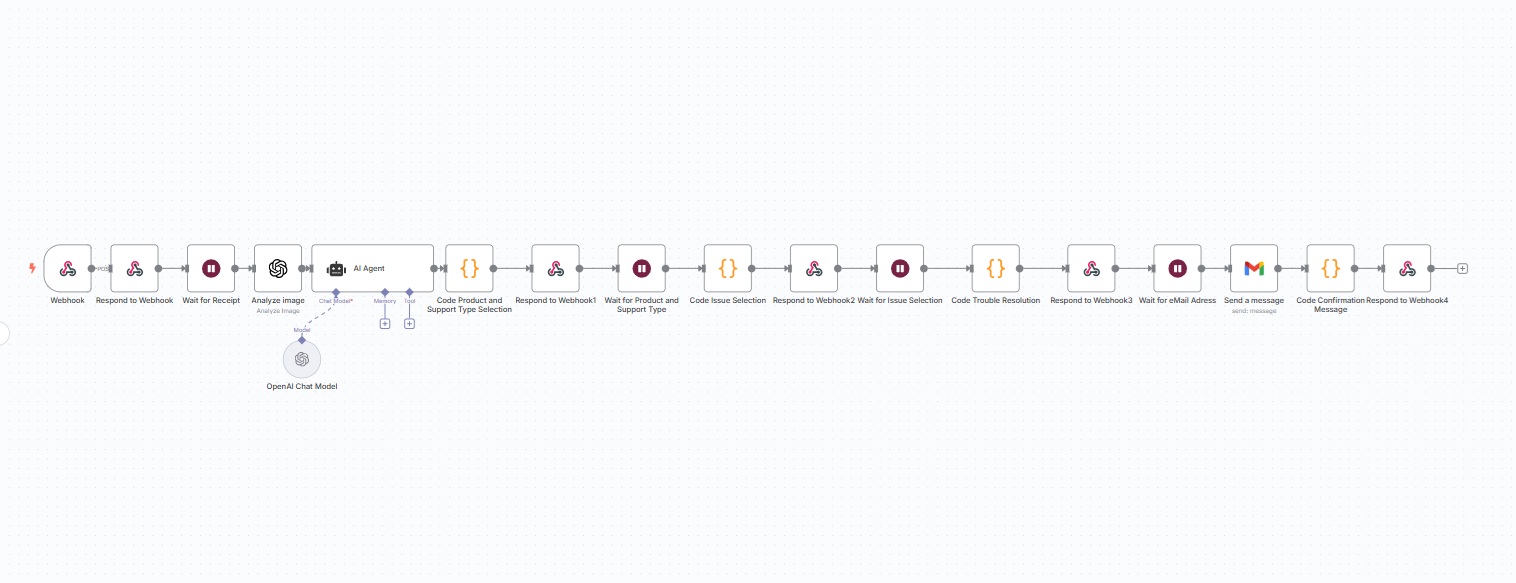 POST
AI Agent
Webhook
Respond to Webhook
Wait for Receipt
Analyze image
Analyze Image
Chat Model*
Memory
Tool
Code Product and
Support Type Selection
Respond to Webhook1
Wait for Product and
Support Type
Code Issue Selection
Respond to Webhook2
Wait for Issue Selection
Code Trouble Resolution
Respond to Webhook3
Wait for eMail Adress
Send a message
send: message
Code Confirmation
Message
Respond to Webhook4
Model
OpenAI Chat Model